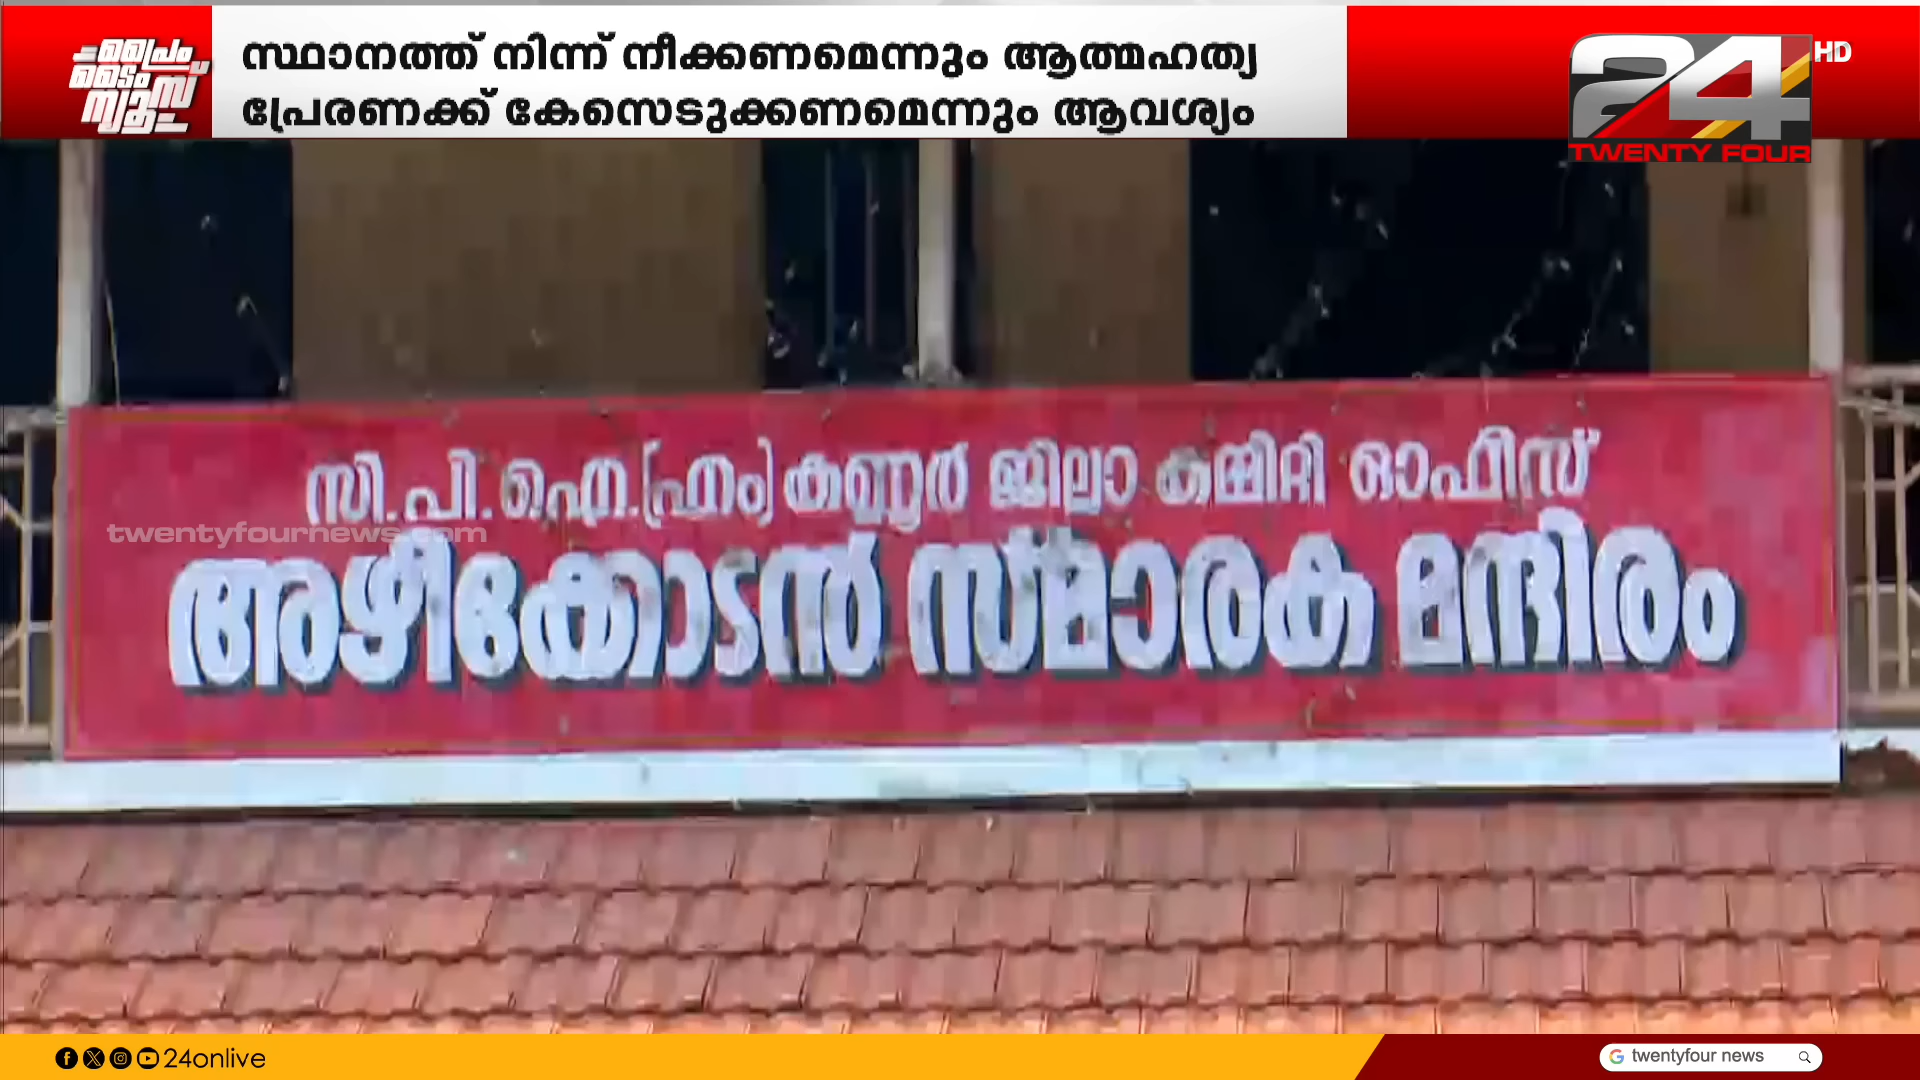 പ്രൈം
ടൈം
ന്യൂസ്
സ്ഥാനത്ത് നിന്ന് നീക്കണമെന്നും ആത്മഹത്യ
പ്രേരണക്ക് കേസെടുക്കണമെന്നും ആവശ്യം
24 HD
TWENTY FOUR
സി.പി.ഐ.(എം) കണ്ണൂർ ജില്ലാ കമ്മിറ്റി ഓഫീസ്
twentyfournews.com
അഴീക്കോടൻ സ്മാരക മന്ദിരം
24onlive
twentyfour news